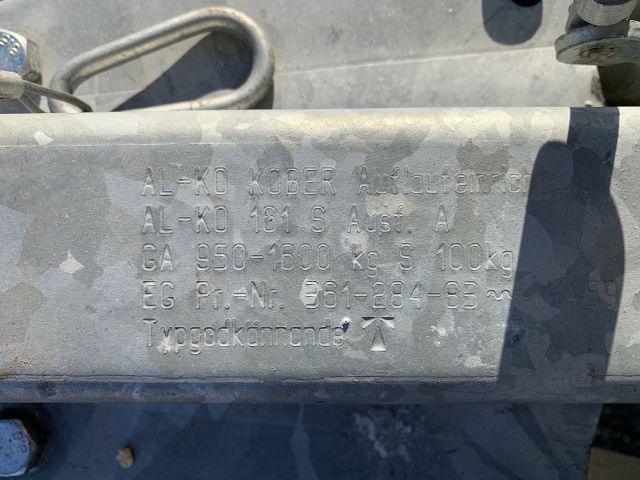 AL-KO KOBER Auflaufeinrichtung
AL-KO 161 S Ausf. A
GA 950-1600 kg S 100kg
EG Pr.-Nr. 361-284-83
Typgodkännande